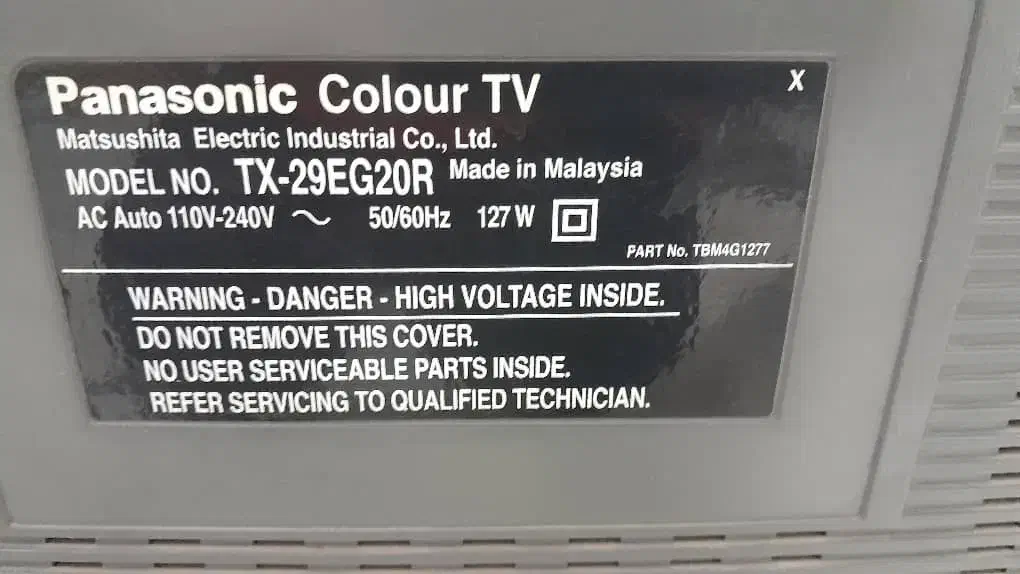 Panasonic Colour TV X
Matsushita Electric Industrial Co., Ltd.
MODEL NO. TX-29EG20R Made in Malaysia
AC Auto 110V-240V ~ 50/60Hz 127 W
PART No. TBM4G1277
WARNING - DANGER - HIGH VOLTAGE INSIDE.
DO NOT REMOVE THIS COVER.
NO USER SERVICEABLE PARTS INSIDE.
REFER SERVICING TO QUALIFIED TECHNICIAN.